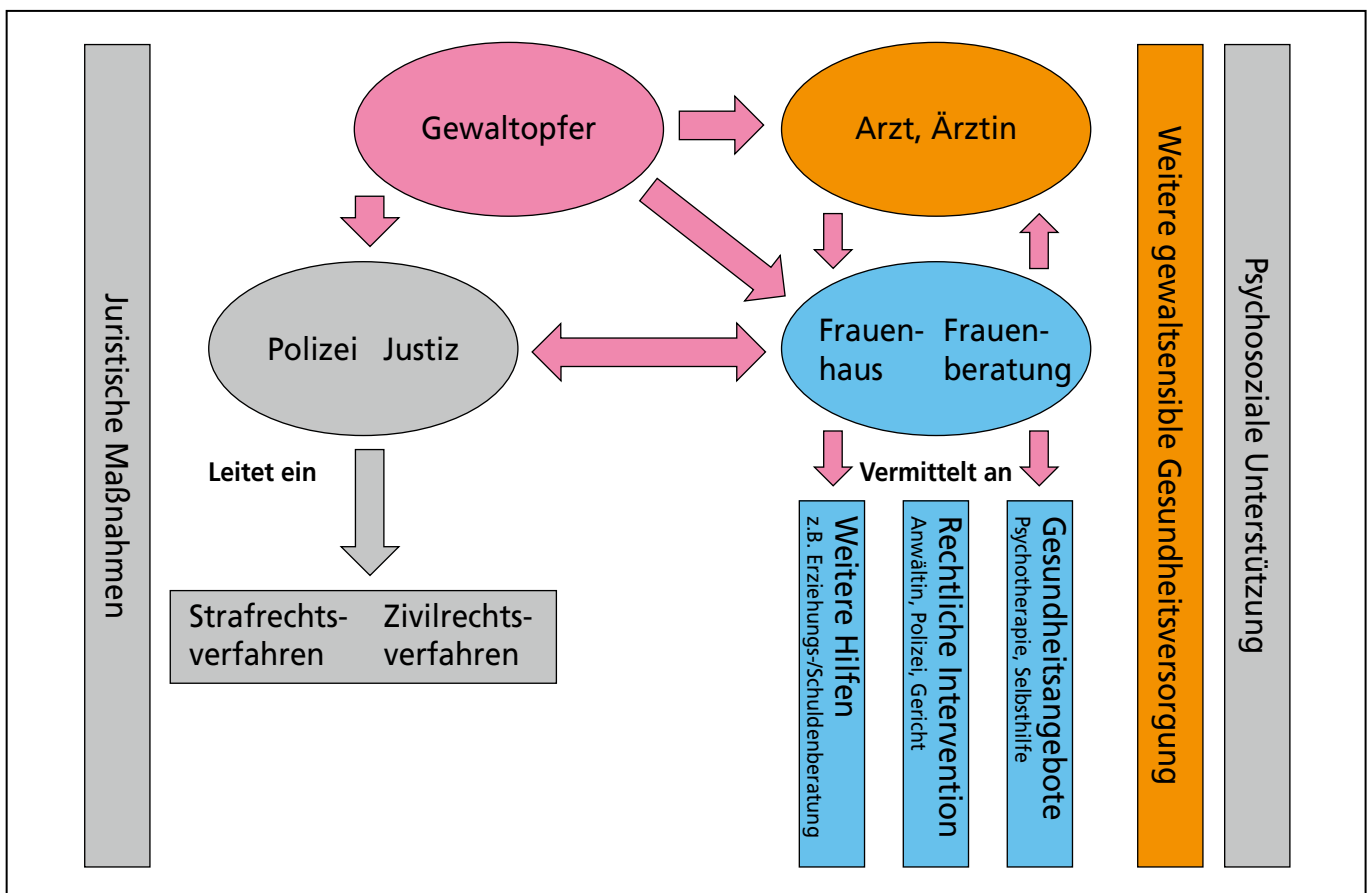 Juristische Maßnahmen
Gewaltopfer
Arzt, Ärztin
Polizei Justiz
Frauen- Frauen-
haus beratung
Leitet ein
Vermittelt an
Strafrechts- Zivilrechts-
verfahren verfahren
Weitere Hilfen
z.B. Erziehungs-/Schuldenberatung
Rechtliche Intervention
Anwältin, Polizei, Gericht
Gesundheitsangebote
Psychotherapie, Selbsthilfe
Weitere gewaltsensible Gesundheitsversorgung
Psychosoziale Unterstützung